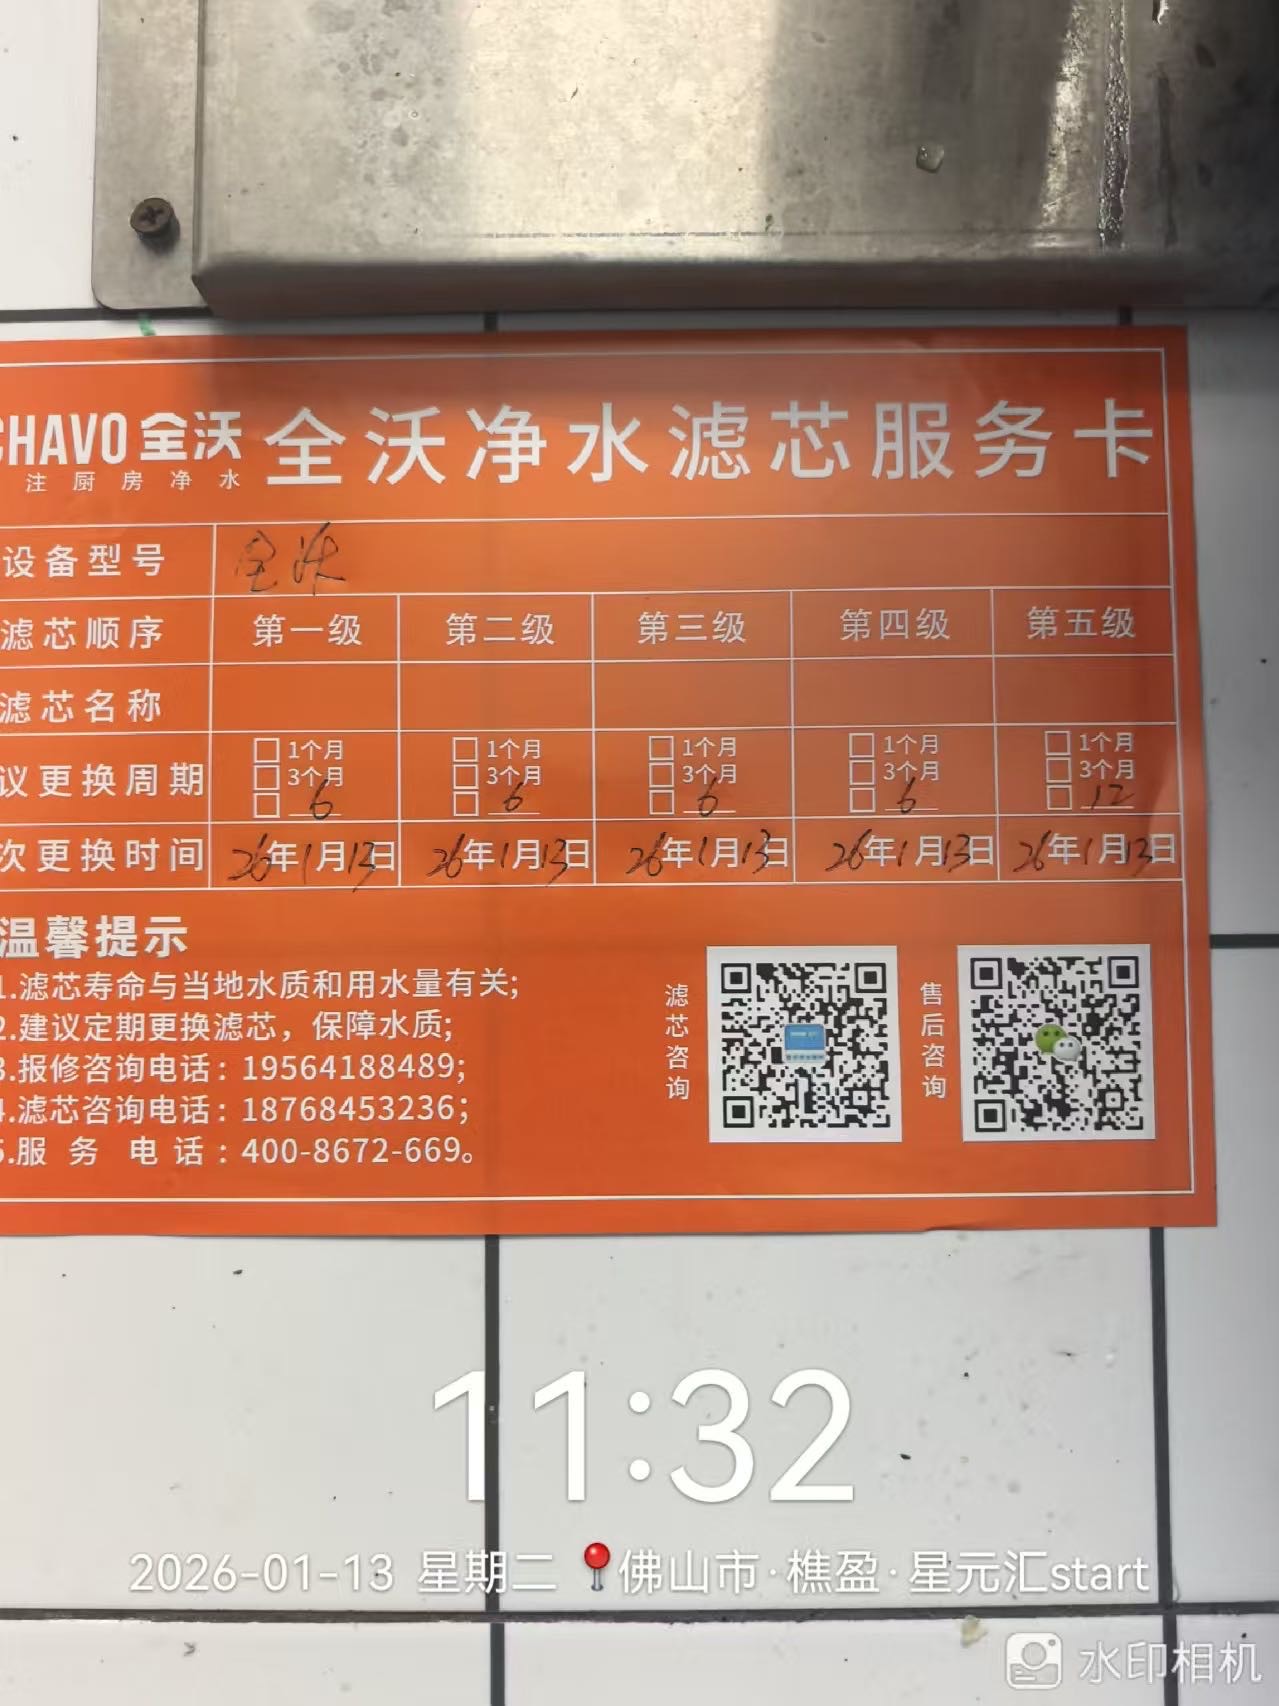 CHAVO全沃 全沃净水滤芯服务卡
注厨房净水
设备型号 全沃
滤芯顺序 第一级 第二级 第三级 第四级 第五级
滤芯名称
议更换周期 □1个月 □1个月 □1个月 □1个月 □1个月
□3个月 □3个月 □3个月 □3个月 □3个月
□6 □6 □6 □6 □12
次更换时间 26年1月13日 26年1月13日 26年1月13日 26年1月13日 26年1月13日
温馨提示
1.滤芯寿命与当地水质和用水量有关;
2.建议定期更换滤芯，保障水质;
3.报修咨询电话：19564188489;
4.滤芯咨询电话：18768453236;
5.服务电话：400-8672-669。
滤芯咨询
售后咨询
11:32
2026-01-13 星期二 佛山市·樵盈·星元汇start
水印相机